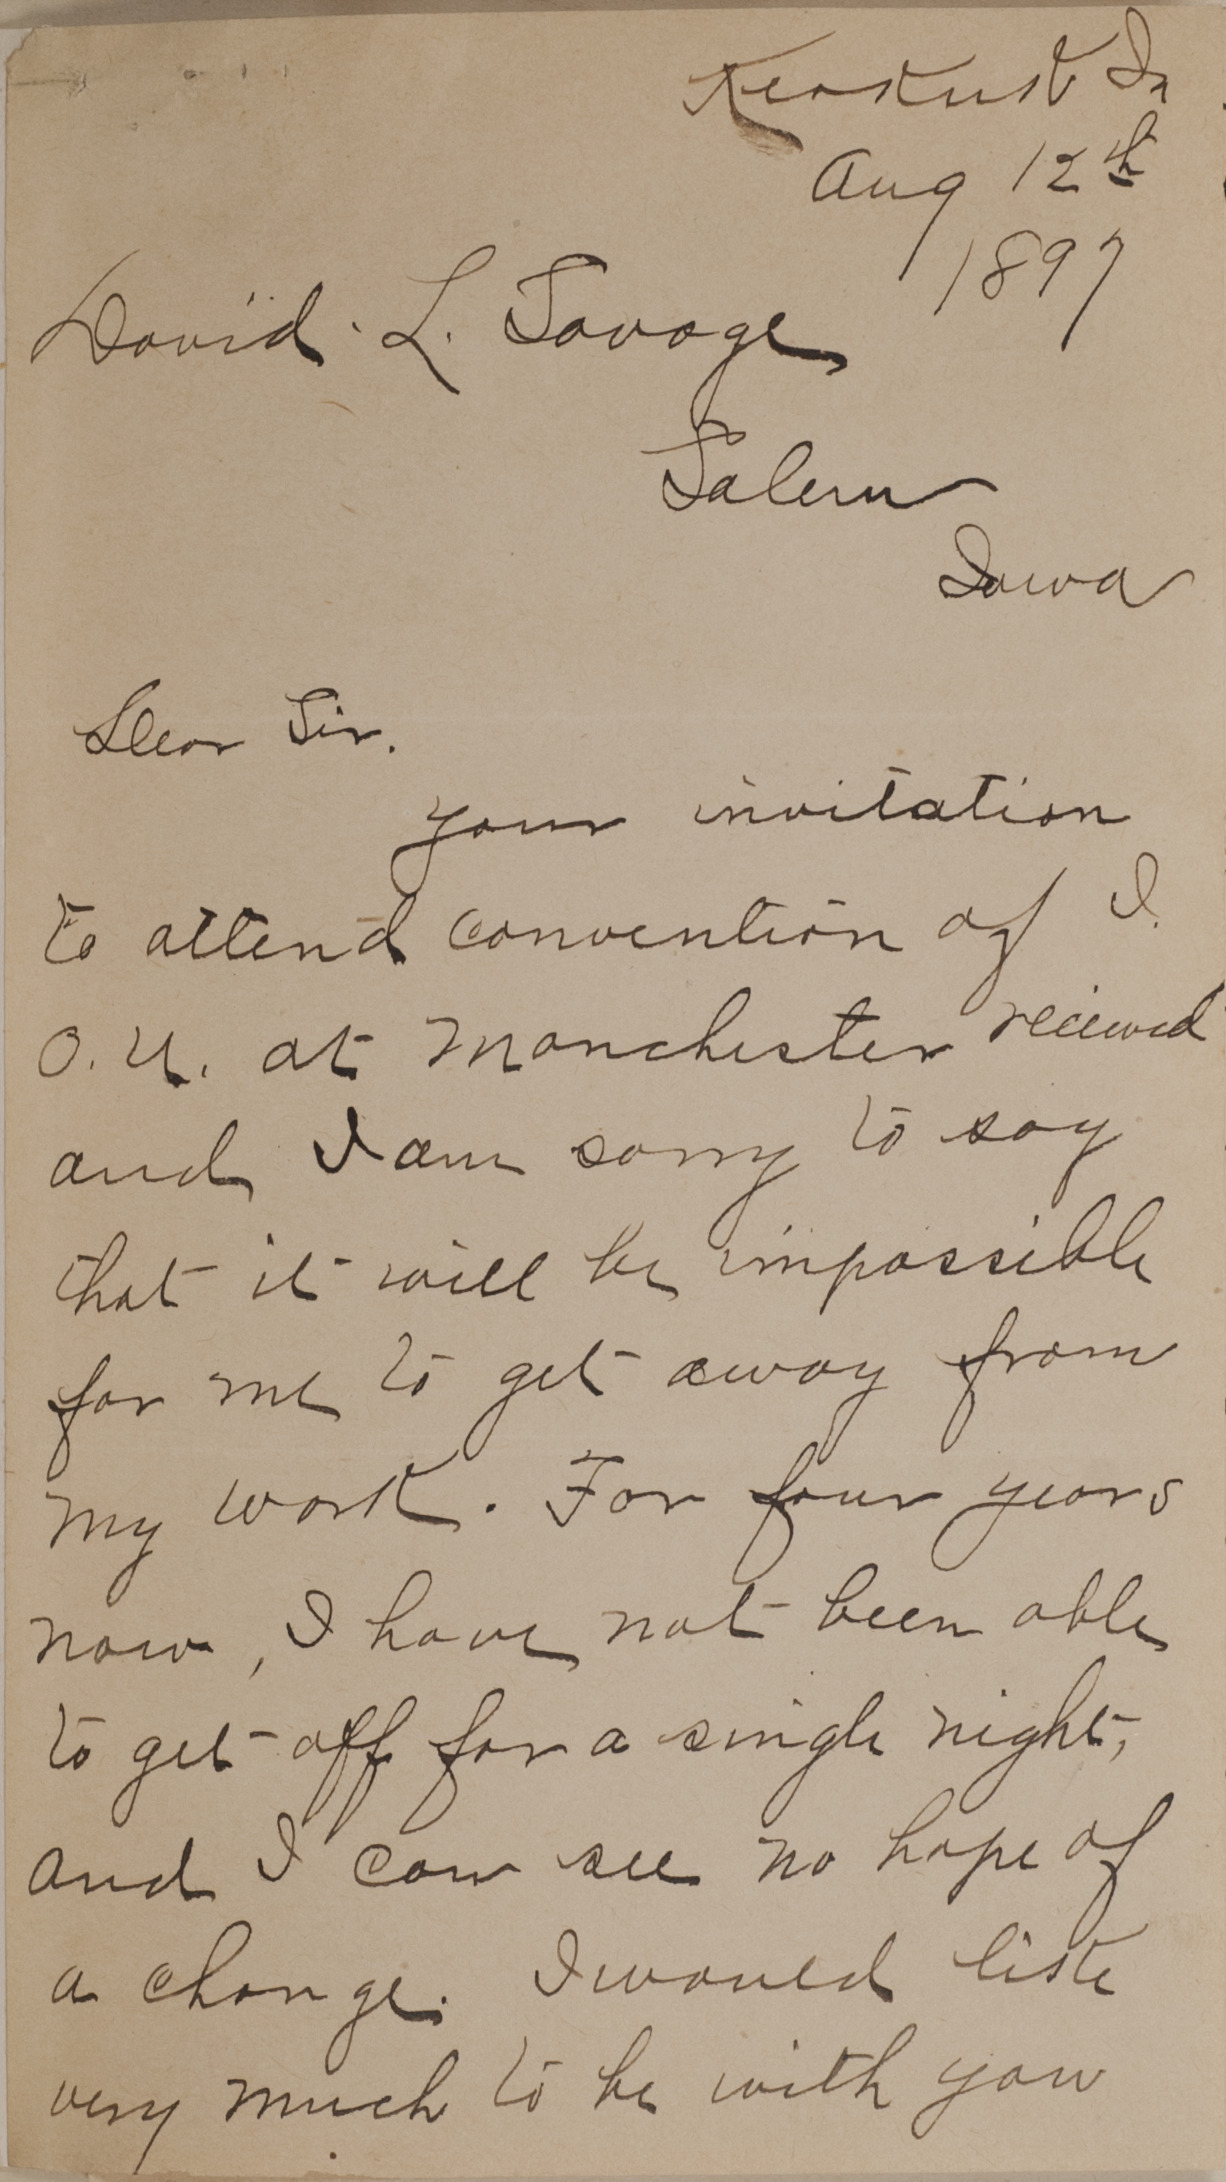 Keokuk Ia
Aug 12th
1897
David. L. Savage
Salem
Iowa
Dear Sir.
your invitation
to attend convention of I.
O. U. at Manchester recieved
and I am sorry to say
that it will be impossible
for me to get away from
my work. For four years
now, I have not been able
to get off for a single night,
and I can see no hope of
a change. I would like
very much to be with you